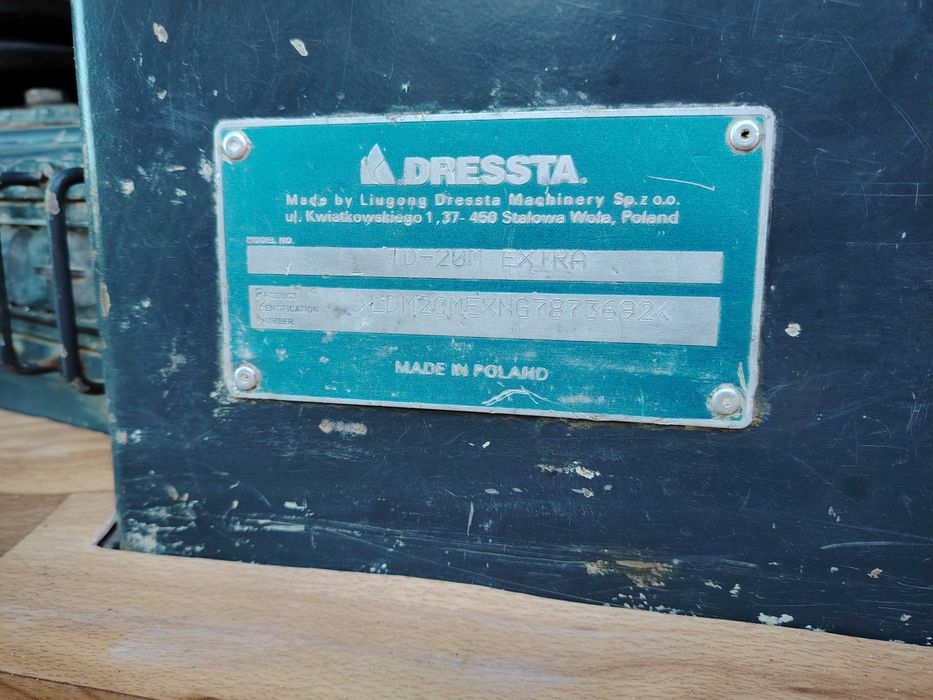 DRESSTA.
Made by Liugong Dressta Machinery Sp.z o.o.
ul. Kwiatkowskiego 1, 37-450 Stalowa Wola, Poland
MODEL NO.
TD-20M EXTRA
PRODUCT
IDENTIFICATION
NUMBER
>LDM20MEXNG7873692<
MADE IN POLAND